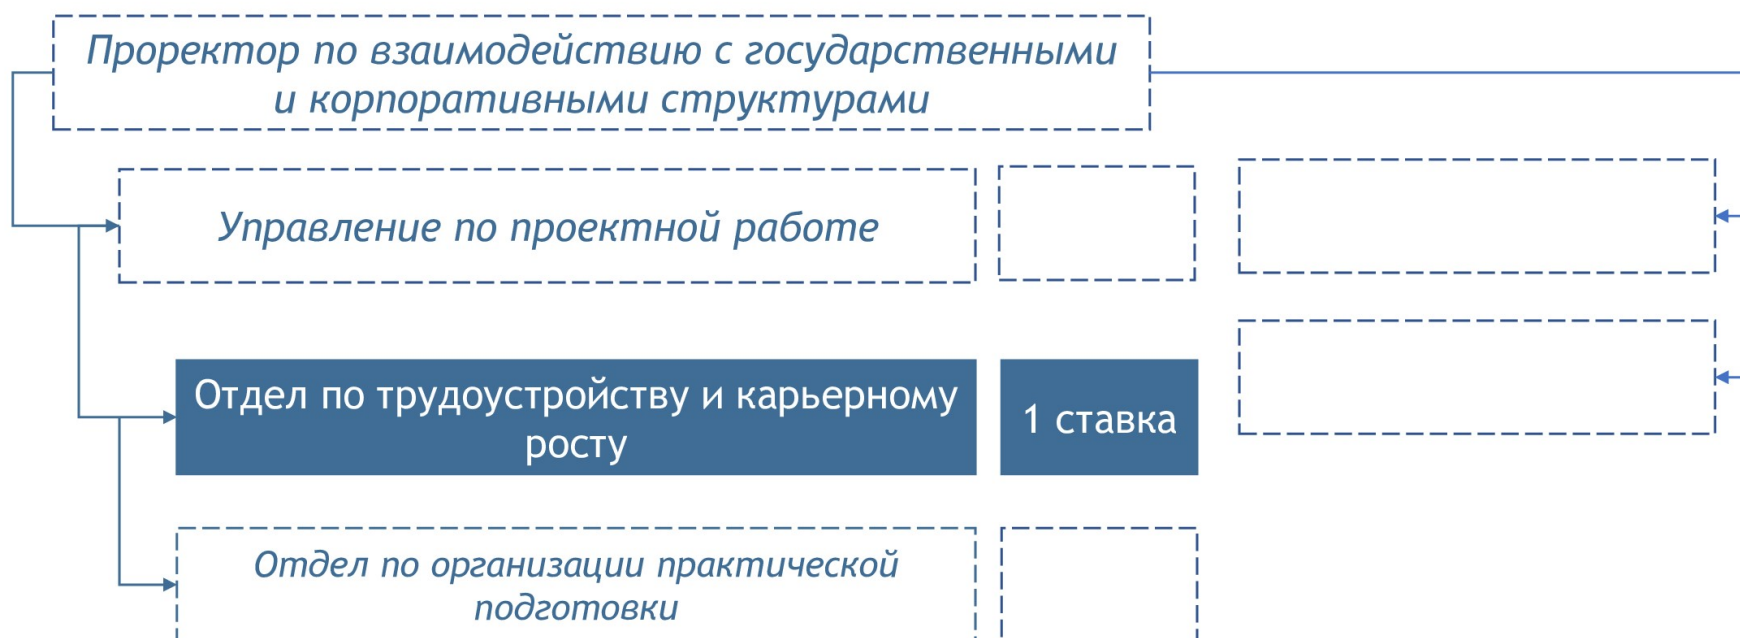 Проректор по взаимодействию с государственными
и корпоративными структурами
Управление по проектной работе
Отдел по трудоустройству и карьерному
росту
1 ставка
Отдел по организации практической
подготовки